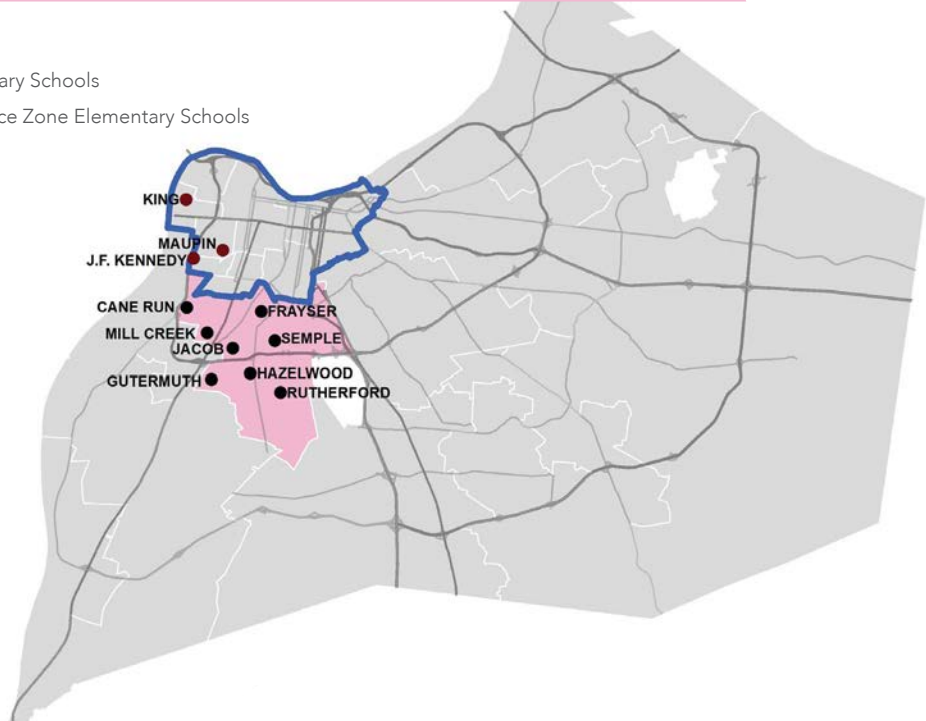 ary Schools
ce Zone Elementary Schools
KING
MAUPIN
J.F. KENNEDY
CANE RUN
FRAYSER
MILL CREEK
SEMPLE
JACOB
HAZELWOOD
GUTERMUTH
RUTHERFORD